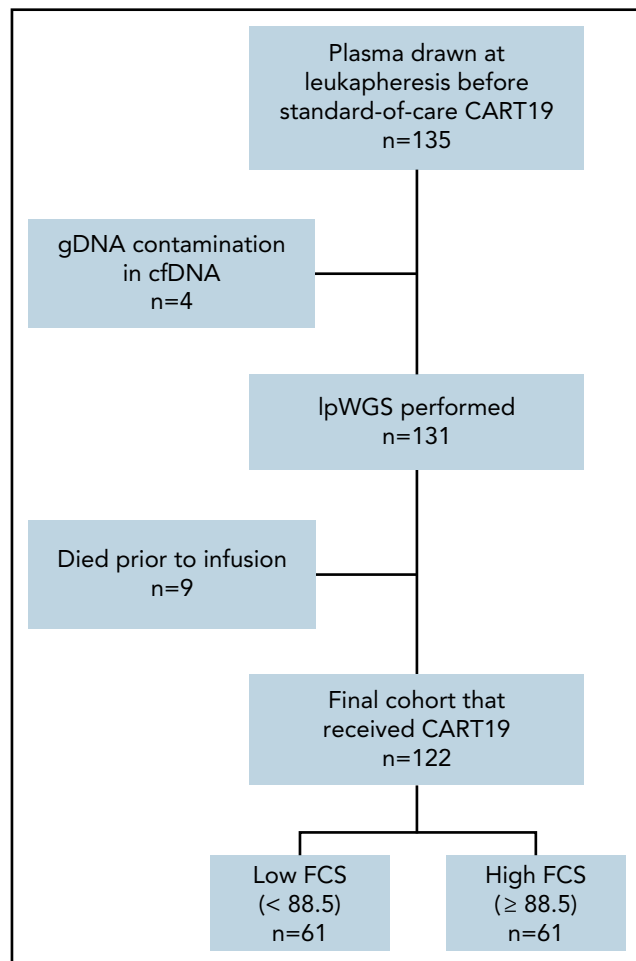 Plasma drawn at
leukapheresis before
standard-of-care CART19
n=135
gDNA contamination
in cfDNA
n=4
lpWGS performed
n=131
Died prior to infusion
n=9
Final cohort that
received CART19
n=122
Low FCS
(< 88.5)
n=61
High FCS
(≥ 88.5)
n=61